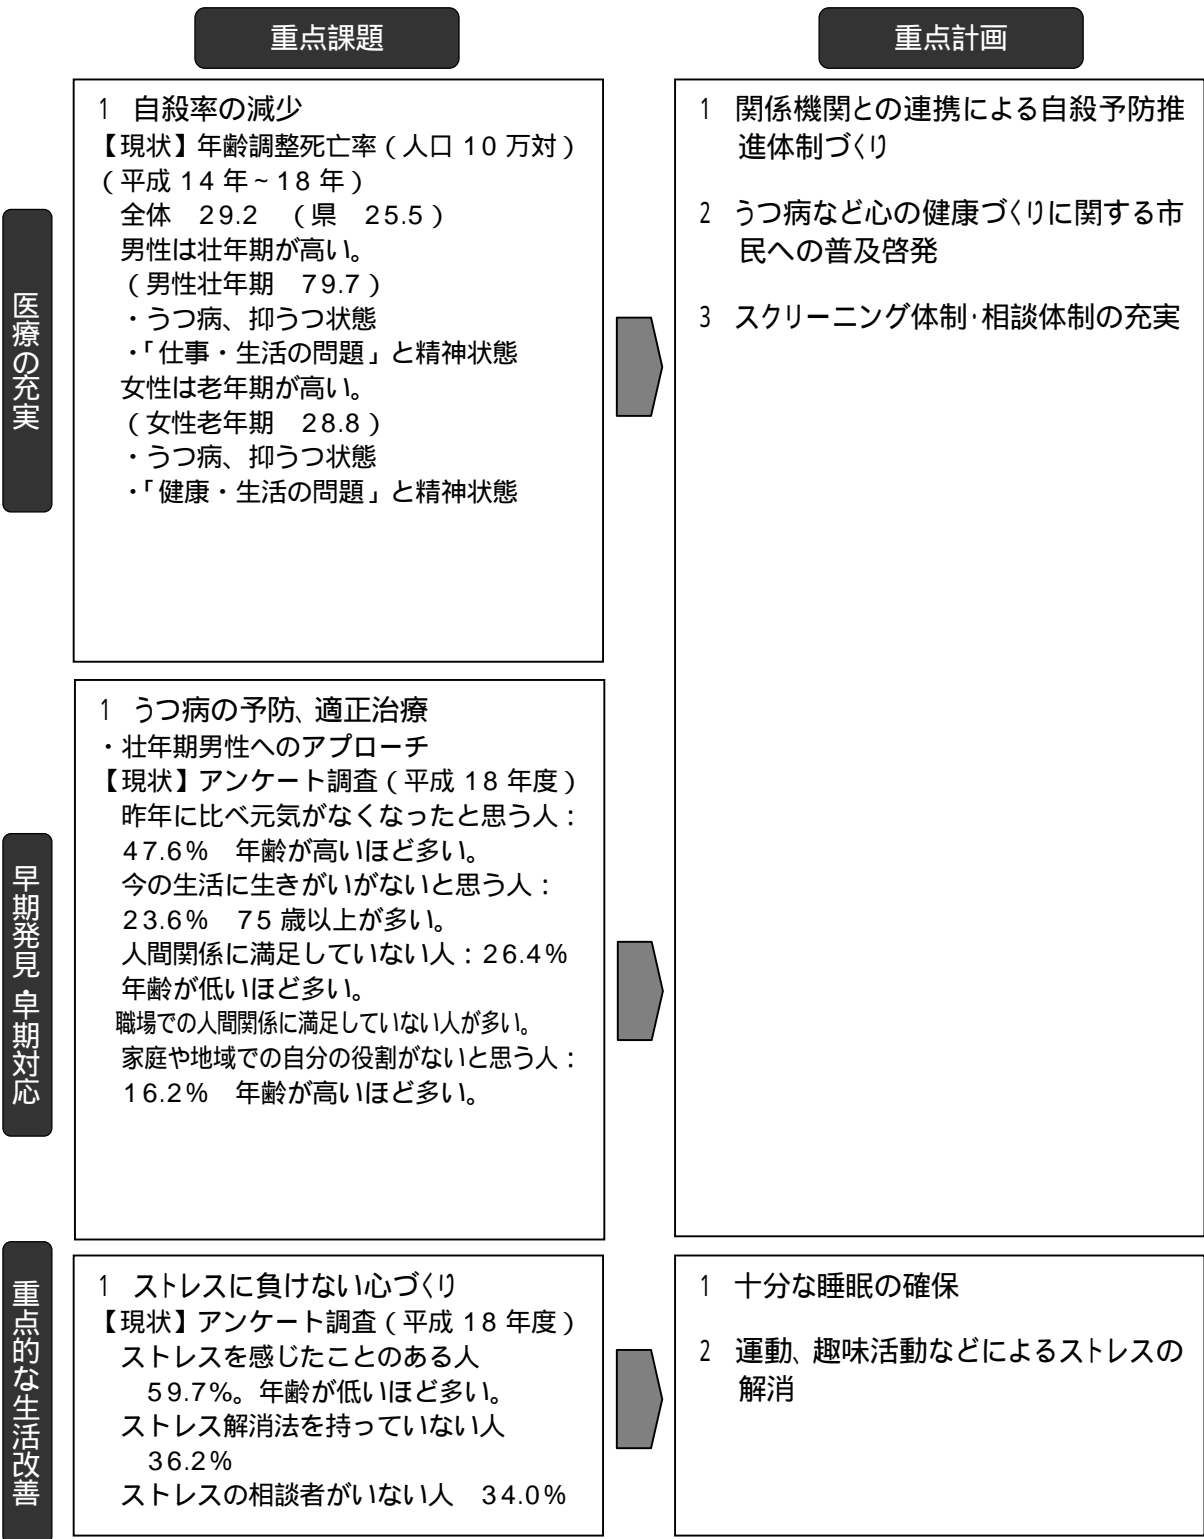 重点課題
重点計画
医療の充実
1 自殺率の減少
【現状】年齢調整死亡率（人口 10 万対）
（平成 14 年～18 年）
全体 29.2 （県 25.5）
男性は壮年期が高い。
（男性壮年期 79.7）
・うつ病、抑うつ状態
・「仕事・生活の問題」と精神状態
女性は老年期が高い。
（女性老年期 28.8）
・うつ病、抑うつ状態
・「健康・生活の問題」と精神状態
1 関係機関との連携による自殺予防推
進体制づくり
2 うつ病など心の健康づくりに関する市
民への普及啓発
3 スクリーニング体制・相談体制の充実
早期発見・早期対応
1 うつ病の予防、適正治療
・壮年期男性へのアプローチ
【現状】アンケート調査（平成 18 年度）
昨年に比べ元気がなくなったと思う人：
47.6% 年齢が高いほど多い。
今の生活に生きがいがないと思う人：
23.6% 75 歳以上が多い。
人間関係に満足していない人：26.4%
年齢が低いほど多い。
職場での人間関係に満足していない人が多い。
家庭や地域での自分の役割がないと思う人：
16.2% 年齢が高いほど多い。
重点的な生活改善
1 ストレスに負けない心づくり
【現状】アンケート調査（平成 18 年度）
ストレスを感じたことのある人
59.7%。年齢が低いほど多い。
ストレス解消法を持っていない人
36.2%
ストレスの相談者がいない人 34.0%
1 十分な睡眠の確保
2 運動、趣味活動などによるストレスの
解消